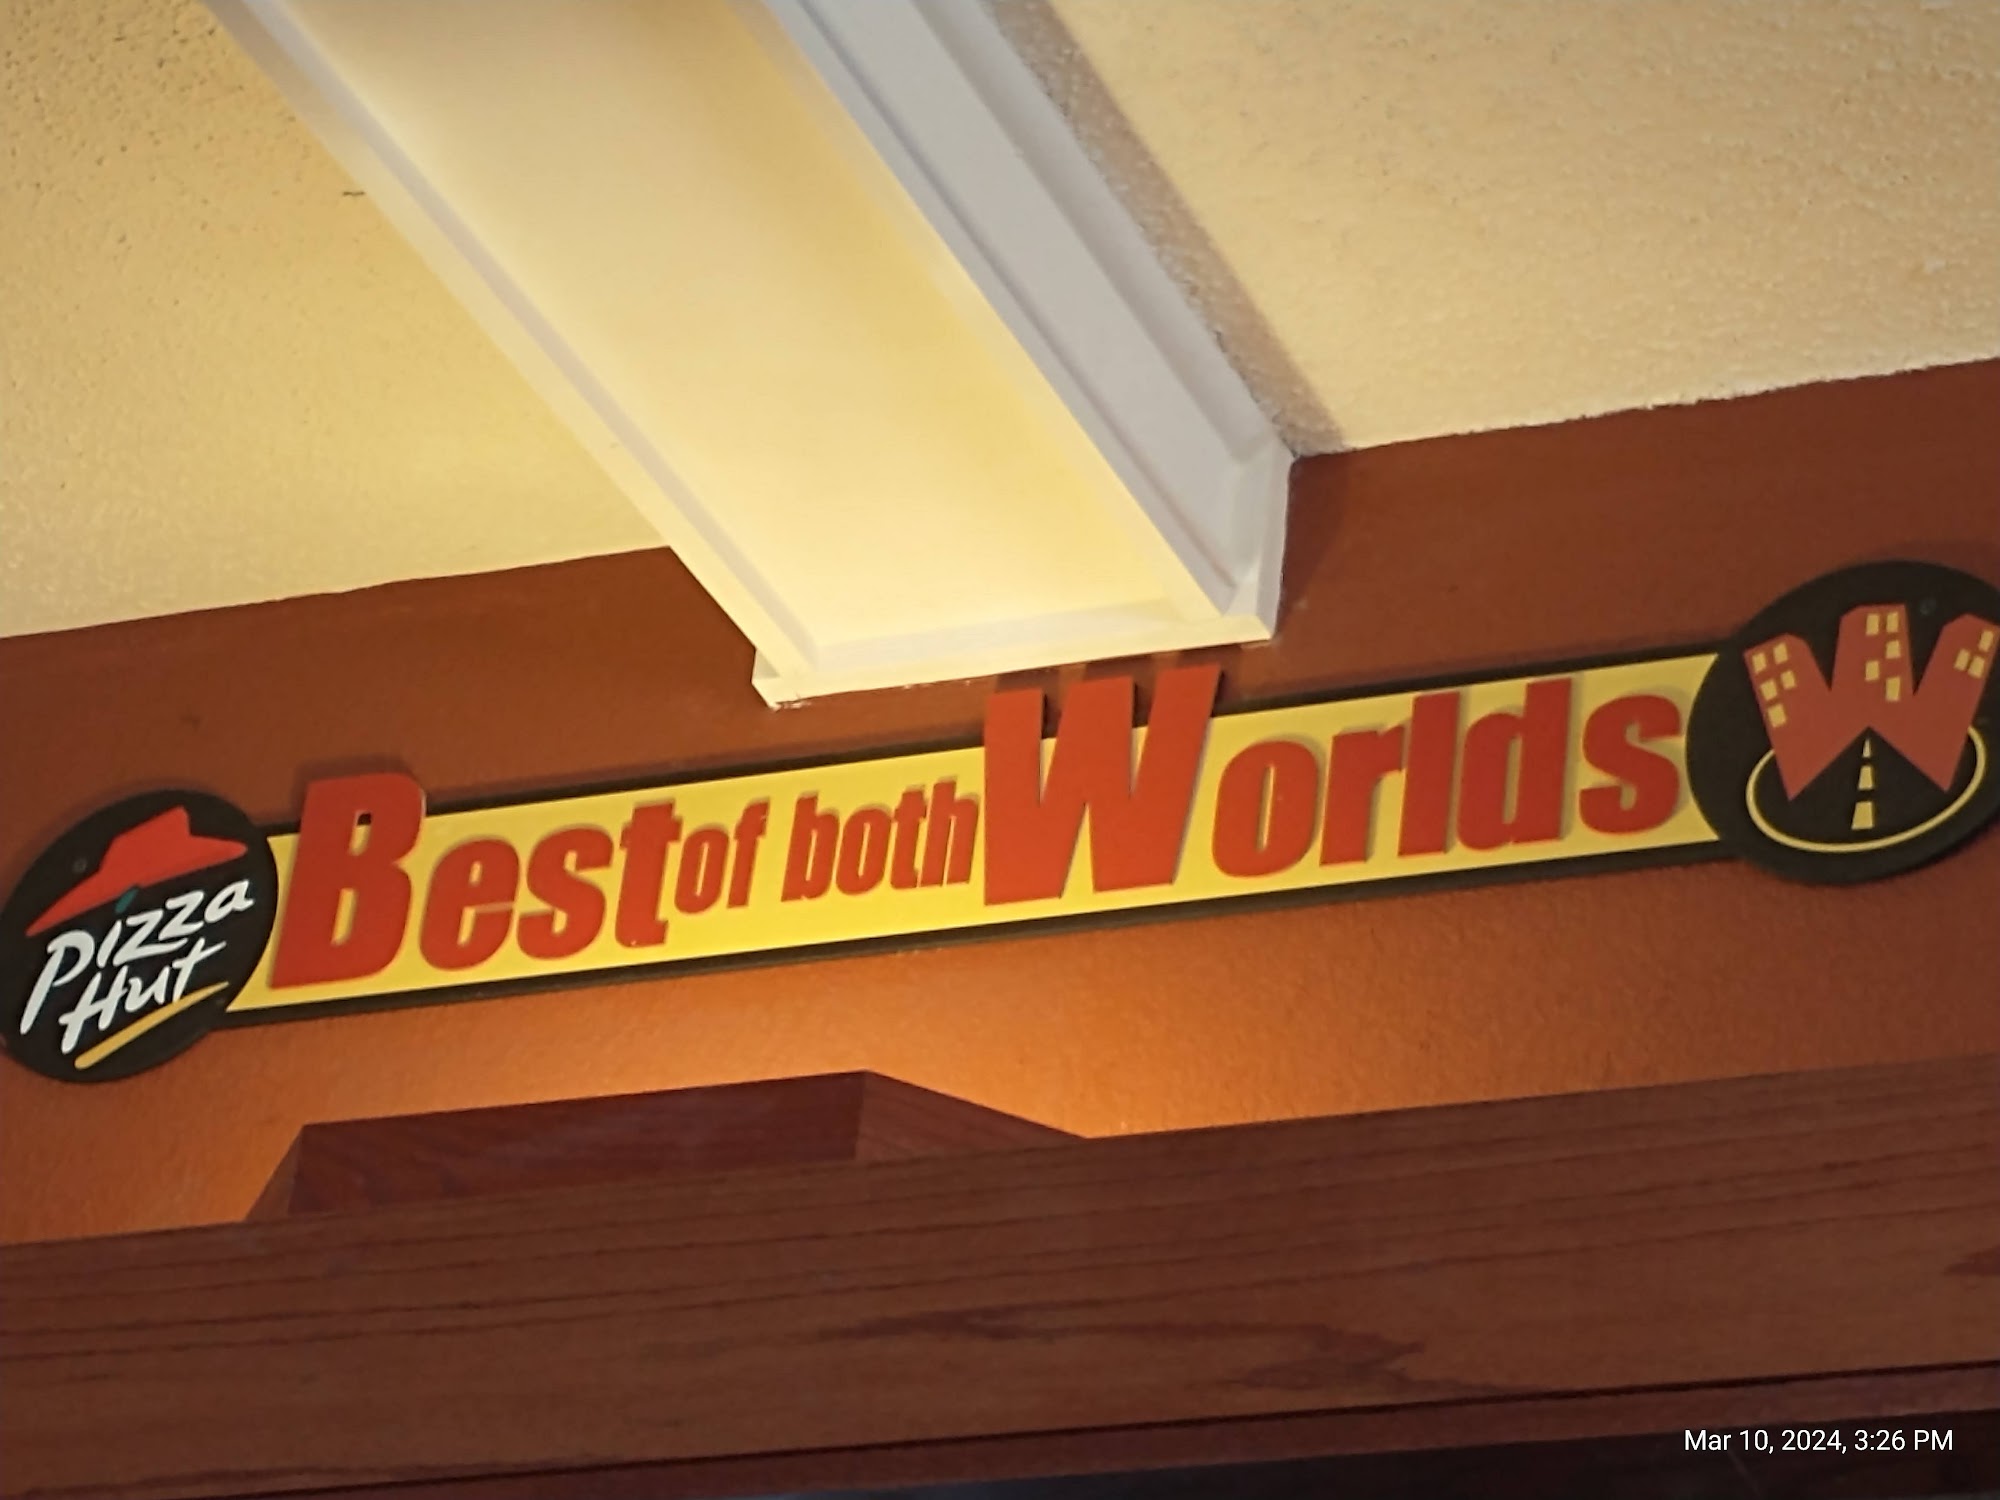 Pizza
Hut
Best of both Worlds
W
Mar 10, 2024, 3:26 PM